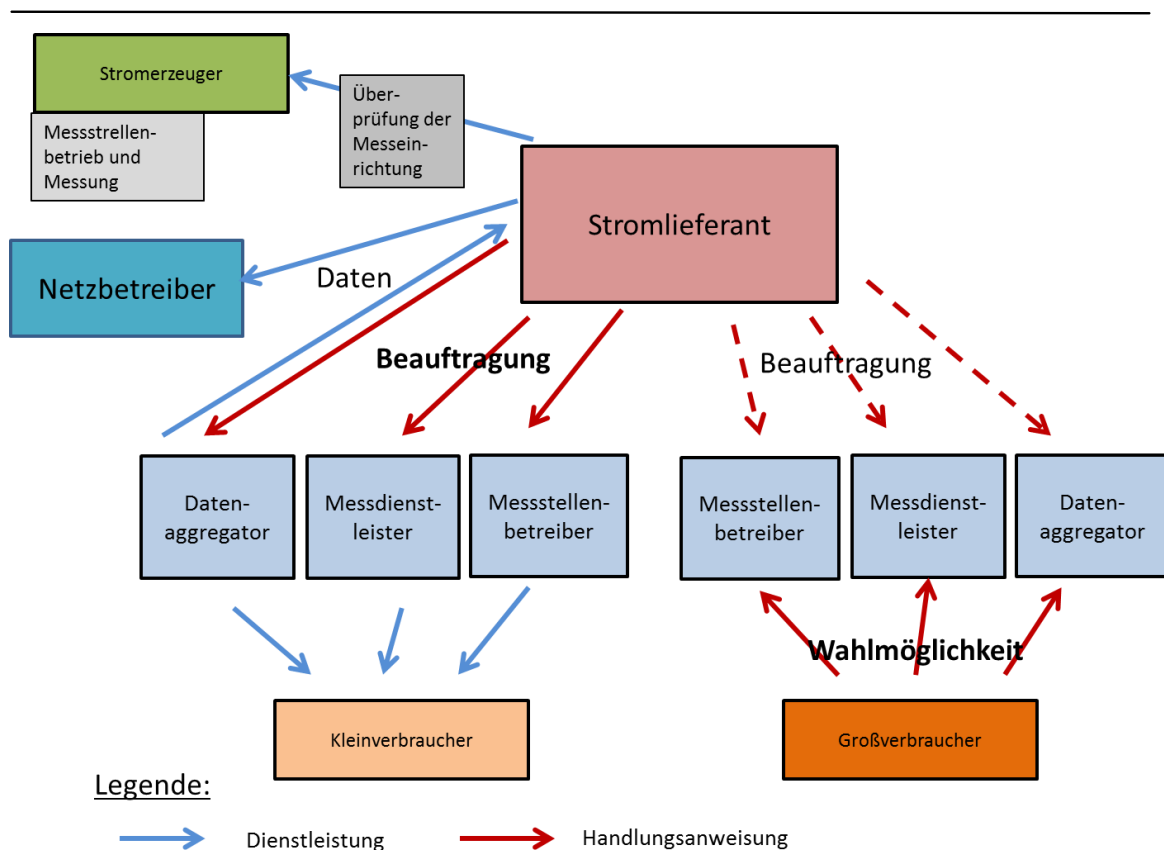 Stromerzeuger
Messstrellen-
betrieb und
Messung
Über-
prüfung der
Messein-
richtung
Stromlieferant
Netzbetreiber
Daten
Beauftragung
Beauftragung
Daten-
aggregator
Messdienst-
leister
Messstellen-
betreiber
Messstellen-
betreiber
Messdienst-
leister
Daten-
aggregator
Wahlmöglichkeit
Kleinverbraucher
Großverbraucher
Legende:
Dienstleistung
Handlungsanweisung